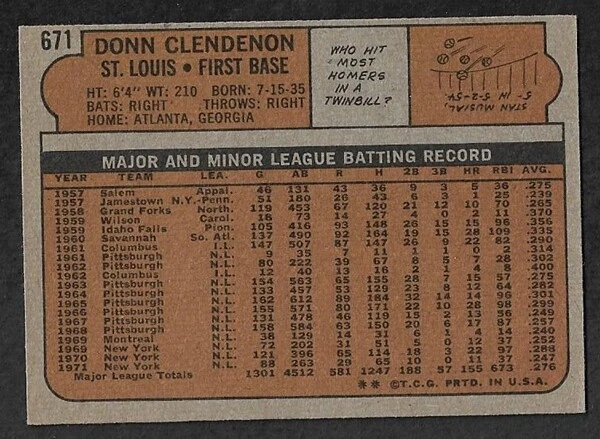 671 DONN CLENDENON
ST. LOUIS • FIRST BASE
HT: 6'4" WT: 210 BORN: 7-15-35
BATS: RIGHT THROWS: RIGHT
HOME: ATLANTA, GEORGIA
WHO HIT
MOST
HOMERS
IN A
TWINBILL?
STAN MUSIAL,
5- IN 5-2-54
MAJOR AND MINOR LEAGUE BATTING RECORD
YEAR TEAM LEA. G AB R H 2B 3B HR RBI AVG.
1957 Salem Appal. 46 131 43 36 9 3 5 36 .275
1957 Jamestown N.Y.-Penn. 51 180 26 43 6 3 1 25 .239
1958 Grand Forks North. 119 453 67 120 21 12 10 70 .265
1959 Wilson Carol. 18 73 14 27 4 0 2 11 .370
1959 Idaho Falls Pion. 105 416 93 148 26 15 15 96 .356
1960 Savannah So. Atl. 137 490 92 164 19 15 28 109 .335
1961 Columbus I.L. 147 507 87 147 26 9 22 82 .290
1961 Pittsburgh N.L. 9 35 7 11 1 1 0 2 .314
1962 Pittsburgh N.L. 80 222 39 67 8 5 7 28 .302
1962 Columbus I.L. 12 40 13 16 2 1 4 8 .400
1963 Pittsburgh N.L. 154 563 65 155 28 7 15 57 .275
1964 Pittsburgh N.L. 133 457 53 129 23 8 12 64 .282
1965 Pittsburgh N.L. 162 612 89 184 32 14 14 96 .301
1966 Pittsburgh N.L. 155 571 80 171 22 10 28 98 .299
1967 Pittsburgh N.L. 131 478 46 119 15 2 13 56 .249
1968 Pittsburgh N.L. 158 584 63 150 20 6 17 87 .257
1969 Montreal N.L. 38 129 14 31 6 1 4 14 .240
1969 New York N.L. 72 202 31 51 5 0 12 37 .252
1970 New York N.L. 121 396 65 114 18 3 22 97 .288
1971 New York N.L. 88 263 29 65 10 0 11 37 .247
Major League Totals 1301 4512 581 1247 188 57 155 673 .276
** ©T.C.G. PRTD. IN U.S.A.